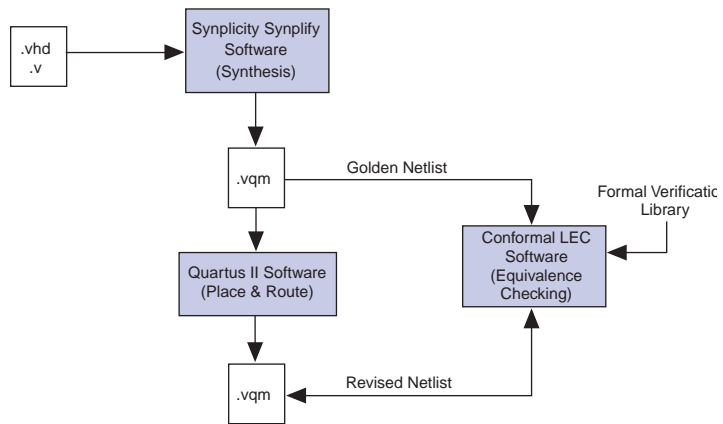 .vhd
.v
Synplicity Synplify
Software
(Synthesis)
.vqm
Golden Netlist
Formal Verificatio
Library
Conformal LEC
Software
(Equivalence
Checking)
Quartus II Software
(Place & Route)
.vqm
Revised Netlist